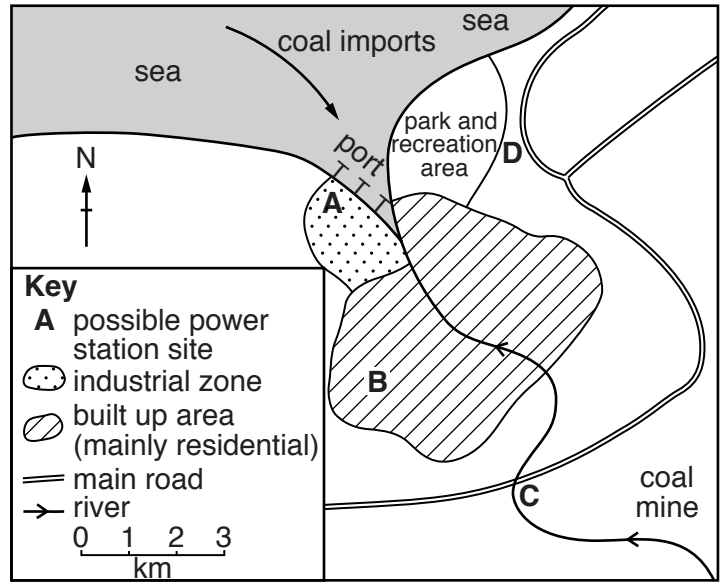 sea
coal imports
sea
port
park and
recreation
area
D
N
A
B
C
coal
mine
Key
A possible power
station site
industrial zone
built up area
(mainly residential)
main road
river
0 1 2 3
km